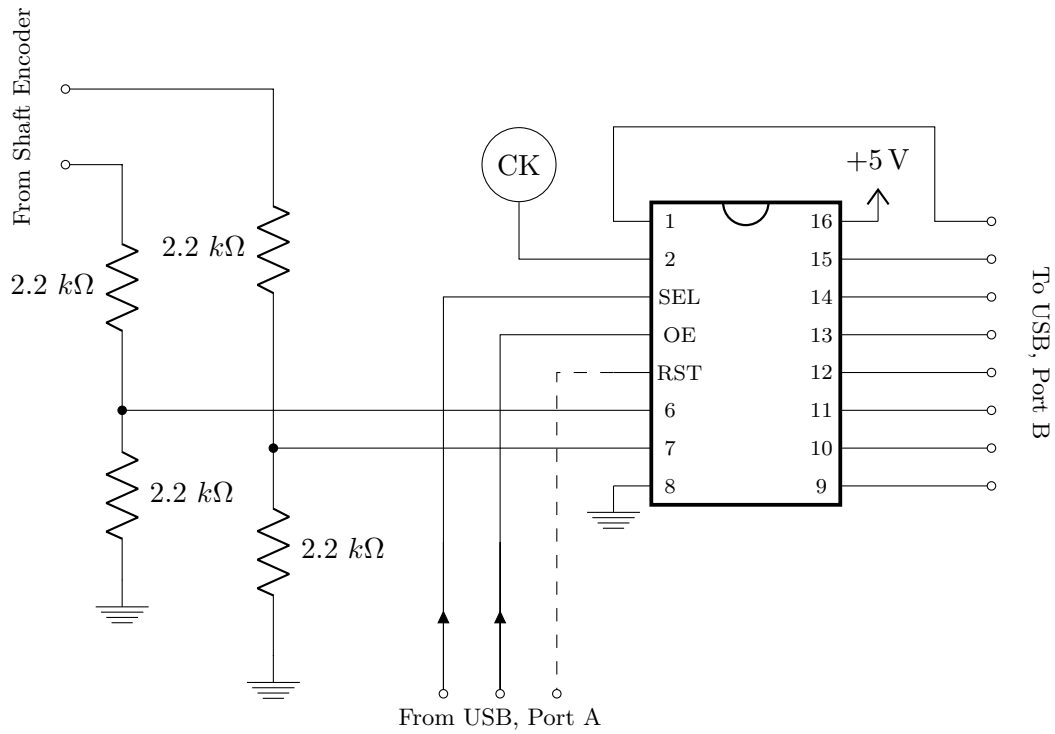 From Shaft Encoder
CK
+5 V
2.2 kΩ
2.2 kΩ
2.2 kΩ
2.2 kΩ
1
2
SEL
OE
RST
6
7
8
16
15
14
13
12
11
10
9
To USB, Port B
From USB, Port A